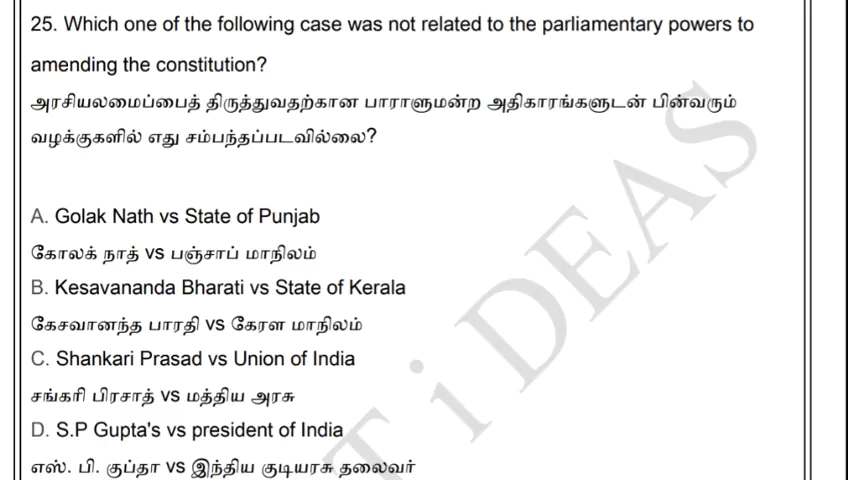 25. Which one of the following case was not related to the parliamentary powers to
amending the constitution?
அரசியலமைப்பைத் திருத்துவதற்கான பாராளுமன்ற அதிகாரங்களுடன் பின்வரும்
வழக்குகளில் எது சம்பந்தப்படவில்லை?
A. Golak Nath vs State of Punjab
கோலக் நாத் vs பஞ்சாப் மாநிலம்
B. Kesavananda Bharati vs State of Kerala
கேசவானந்த பாரதி vs கேரள மாநிலம்
C. Shankari Prasad vs Union of India
சங்கரி பிரசாத் vs மத்திய அரசு
D. S.P Gupta's vs president of India
எஸ். பி. குப்தா vs இந்திய குடியரசு தலைவர்
T i DEAS